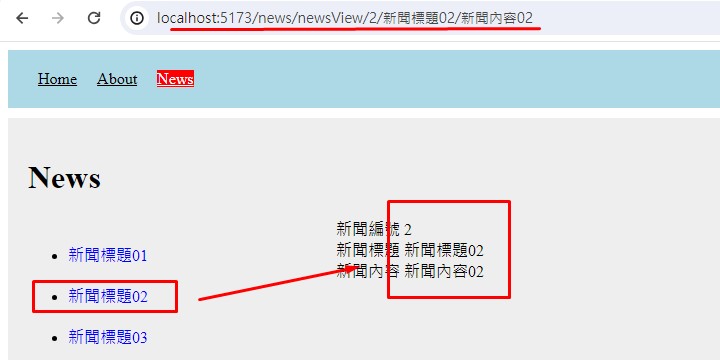 localhost:5173/news/newsView/2/新聞標題02/新聞內容02
Home About News
News
新聞標題01
新聞標題02
新聞標題03
新聞編號 2
新聞標題 新聞標題02
新聞內容 新聞內容02